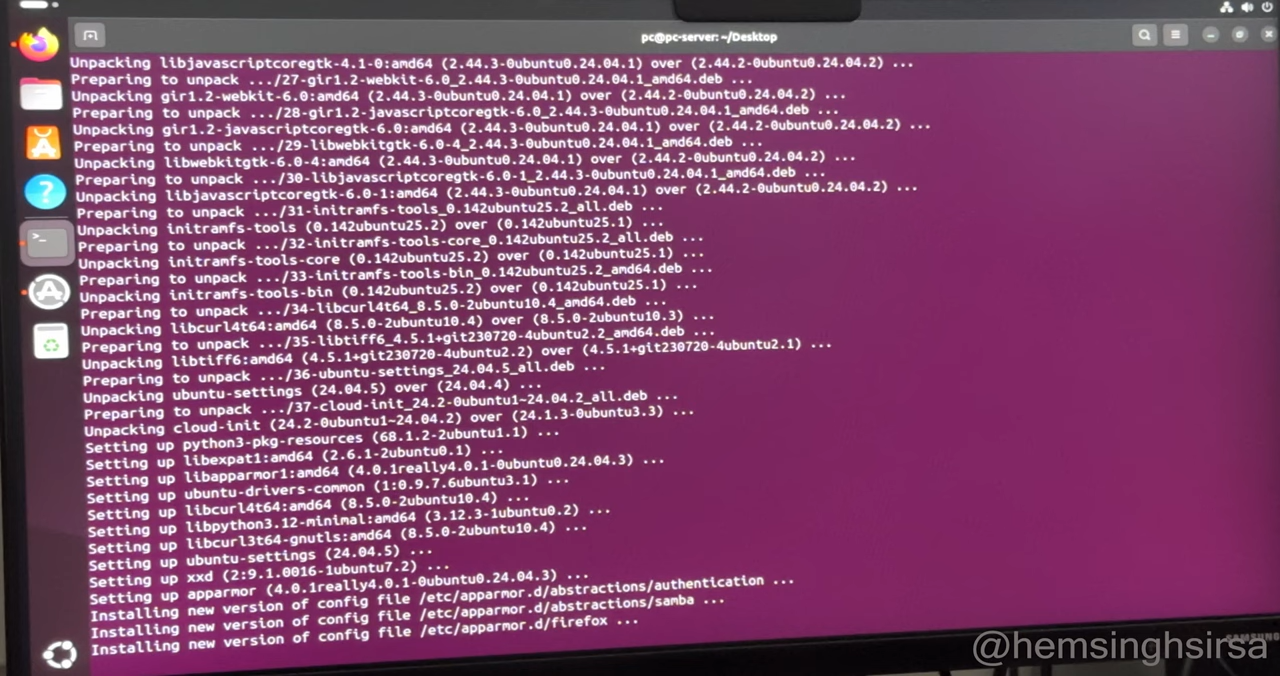 pc@pc-server: ~/Desktop
Unpacking libjavascriptcoregtk-4.1-0:amd64 (2.44.3-0ubuntu0.24.04.1) over (2.44.2-0ubuntu0.24.04.2) ...
Preparing to unpack .../27-gir1.2-webkit-6.0_2.44.3-0ubuntu0.24.04.1_amd64.deb ...
Unpacking gir1.2-webkit-6.0:amd64 (2.44.3-0ubuntu0.24.04.1) over (2.44.2-0ubuntu0.24.04.2) ...
Preparing to unpack .../28-gir1.2-javascriptcoregtk-6.0_2.44.3-0ubuntu0.24.04.1_amd64.deb ...
Unpacking gir1.2-javascriptcoregtk-6.0:amd64 (2.44.3-0ubuntu0.24.04.1) over (2.44.2-0ubuntu0.24.04.2) ...
Preparing to unpack .../29-libwebkitgtk-6.0-4_2.44.3-0ubuntu0.24.04.1_amd64.deb ...
Unpacking libwebkitgtk-6.0-4:amd64 (2.44.3-0ubuntu0.24.04.1) over (2.44.2-0ubuntu0.24.04.2) ...
Preparing to unpack .../30-libjavascriptcoregtk-6.0-1_2.44.3-0ubuntu0.24.04.1_amd64.deb ...
Unpacking libjavascriptcoregtk-6.0-1:amd64 (2.44.3-0ubuntu0.24.04.1) over (2.44.2-0ubuntu0.24.04.2) ...
Preparing to unpack .../31-initramfs-tools_0.142ubuntu25.2_all.deb ...
Unpacking initramfs-tools (0.142ubuntu25.2) over (0.142ubuntu25.1) ...
Preparing to unpack .../32-initramfs-tools-core_0.142ubuntu25.2_all.deb ...
Unpacking initramfs-tools-core (0.142ubuntu25.2) over (0.142ubuntu25.1) ...
Preparing to unpack .../33-initramfs-tools-bin_0.142ubuntu25.2_amd64.deb ...
Unpacking initramfs-tools-bin (0.142ubuntu25.2) over (0.142ubuntu25.1) ...
Preparing to unpack .../34-libcurl4t64_8.5.0-2ubuntu10.4_amd64.deb ...
Unpacking libcurl4t64:amd64 (8.5.0-2ubuntu10.4) over (8.5.0-2ubuntu10.3) ...
Preparing to unpack .../35-libtiff6_4.5.1+git230720-4ubuntu2.2_amd64.deb ...
Unpacking libtiff6:amd64 (4.5.1+git230720-4ubuntu2.2) over (4.5.1+git230720-4ubuntu2.1) ...
Preparing to unpack .../36-ubuntu-settings_24.04.5_all.deb ...
Unpacking ubuntu-settings (24.04.5) over (24.04.4) ...
Preparing to unpack .../37-cloud-init_24.2-0ubuntu1~24.04.2_all.deb ...
Unpacking cloud-init (24.2-0ubuntu1~24.04.2) over (24.1.3-0ubuntu3.3) ...
Setting up python3-pkg-resources (68.1.2-2ubuntu1.1) ...
Setting up libexpat1:amd64 (2.6.1-2ubuntu0.1) ...
Setting up libapparmor1:amd64 (4.0.1really4.0.1-0ubuntu0.24.04.3) ...
Setting up ubuntu-drivers-common (1:0.9.7.6ubuntu3.1) ...
Setting up libcurl4t64:amd64 (8.5.0-2ubuntu10.4) ...
Setting up libpython3.12-minimal:amd64 (3.12.3-1ubuntu0.2) ...
Setting up libcurl3t64-gnutls:amd64 (8.5.0-2ubuntu10.4) ...
Setting up ubuntu-settings (24.04.5) ...
Setting up xxd (2:9.1.0016-1ubuntu7.2) ...
Setting up apparmor (4.0.1really4.0.1-0ubuntu0.24.04.3) ...
Installing new version of config file /etc/apparmor.d/abstractions/authentication ...
Installing new version of config file /etc/apparmor.d/abstractions/samba ...
Installing new version of config file /etc/apparmor.d/firefox ...
SAMSUNG
@hemsinghsirsa